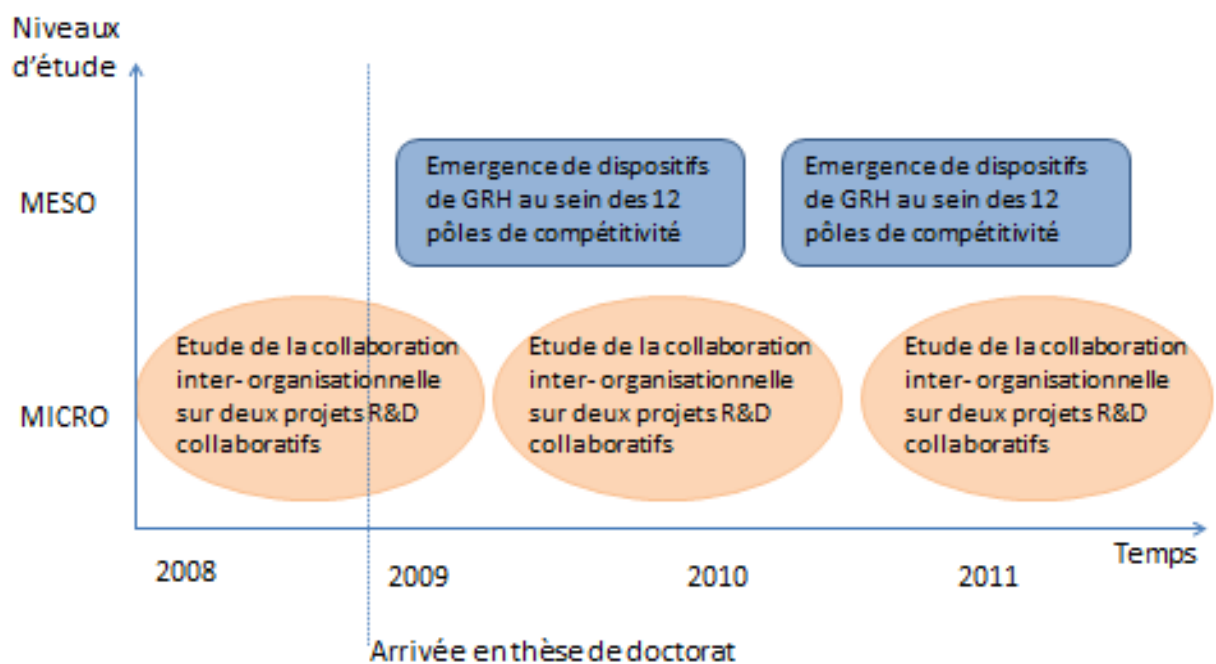 Niveaux
d'étude
MESO
Emergence de dispositifs
de GRH au sein des 12
pôles de compétitivité
Emergence de dispositifs
de GRH au sein des 12
pôles de compétitivité
MICRO
Etude de la collaboration
inter- organisationnelle
sur deux projets R&D
collaboratifs
Etude de la collaboration
inter- organisationnelle
sur deux projets R&D
collaboratifs
Etude de la collaboration
inter- organisationnelle
sur deux projets R&D
collaboratifs
Temps
2008
2009
2010
2011
Arrivée en thèse de doctorat